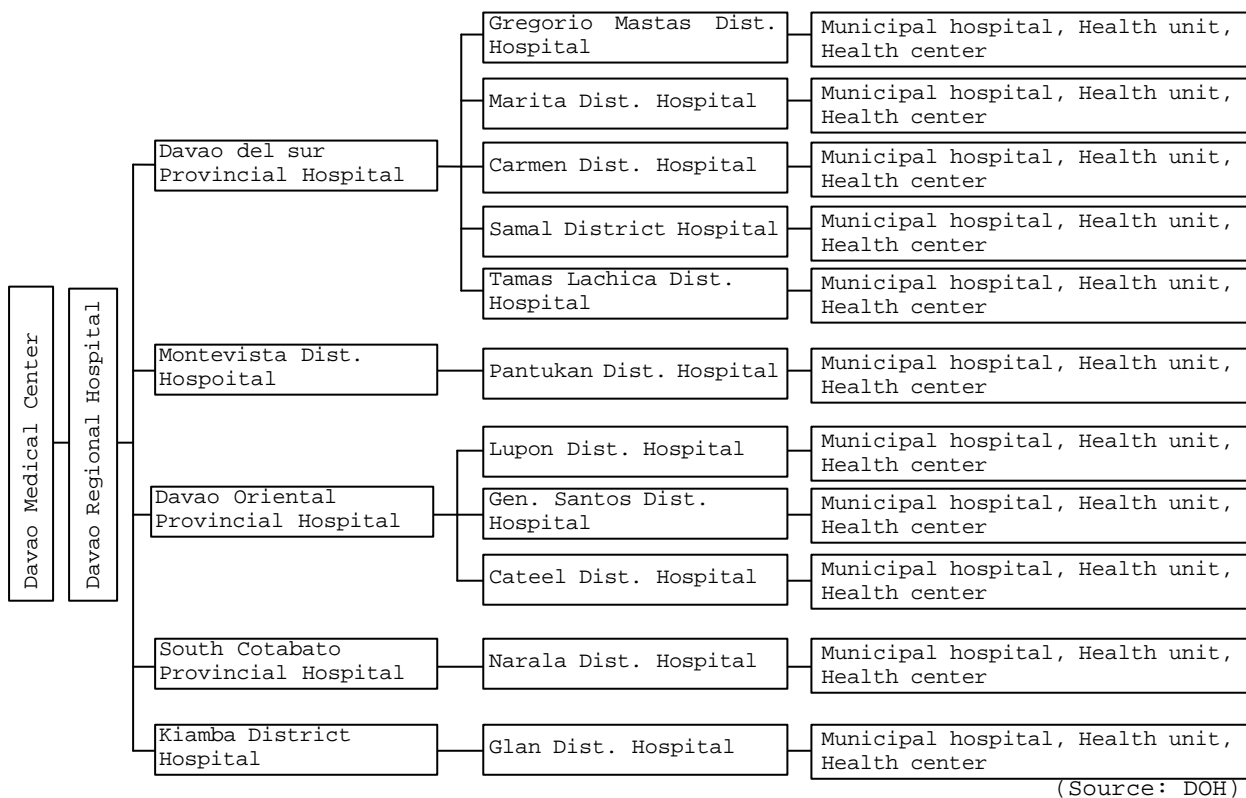 Davao Medical Center
Davao Regional Hospital
Davao del sur
Provincial Hospital
Gregorio Mastas Dist.
Hospital
Municipal hospital, Health unit,
Health center
Marita Dist. Hospital
Municipal hospital, Health unit,
Health center
Carmen Dist. Hospital
Municipal hospital, Health unit,
Health center
Samal District Hospital
Municipal hospital, Health unit,
Health center
Tamas Lachica Dist.
Hospital
Municipal hospital, Health unit,
Health center
Montevista Dist.
Hospoital
Pantukan Dist. Hospital
Municipal hospital, Health unit,
Health center
Davao Oriental
Provincial Hospital
Lupon Dist. Hospital
Municipal hospital, Health unit,
Health center
Gen. Santos Dist.
Hospital
Municipal hospital, Health unit,
Health center
Cateel Dist. Hospital
Municipal hospital, Health unit,
Health center
South Cotabato
Provincial Hospital
Narala Dist. Hospital
Municipal hospital, Health unit,
Health center
Kiamba District
Hospital
Glan Dist. Hospital
Municipal hospital, Health unit,
Health center
(Source: DOH)